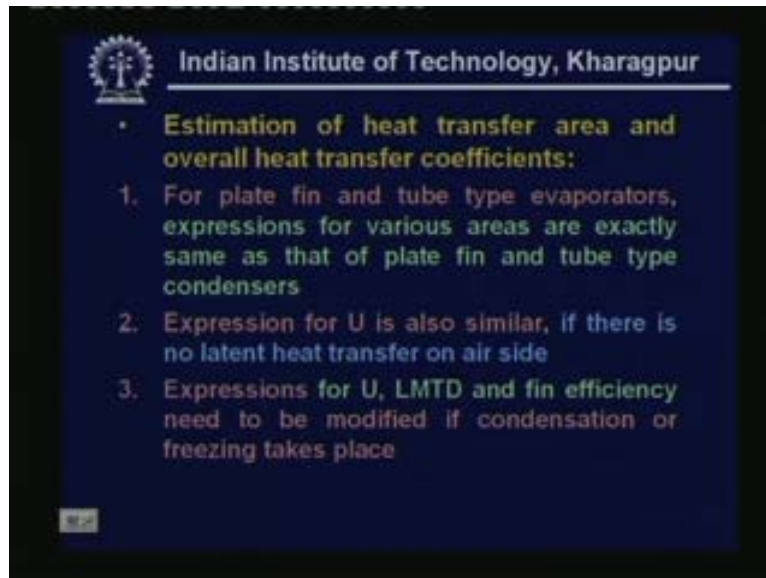 Indian Institute of Technology, Kharagpur
• Estimation of heat transfer area and
overall heat transfer coefficients:
1. For plate fin and tube type evaporators,
expressions for various areas are exactly
same as that of plate fin and tube type
condensers
2. Expression for U is also similar, if there is
no latent heat transfer on air side
3. Expressions for U, LMTD and fin efficiency
need to be modified if condensation or
freezing takes place